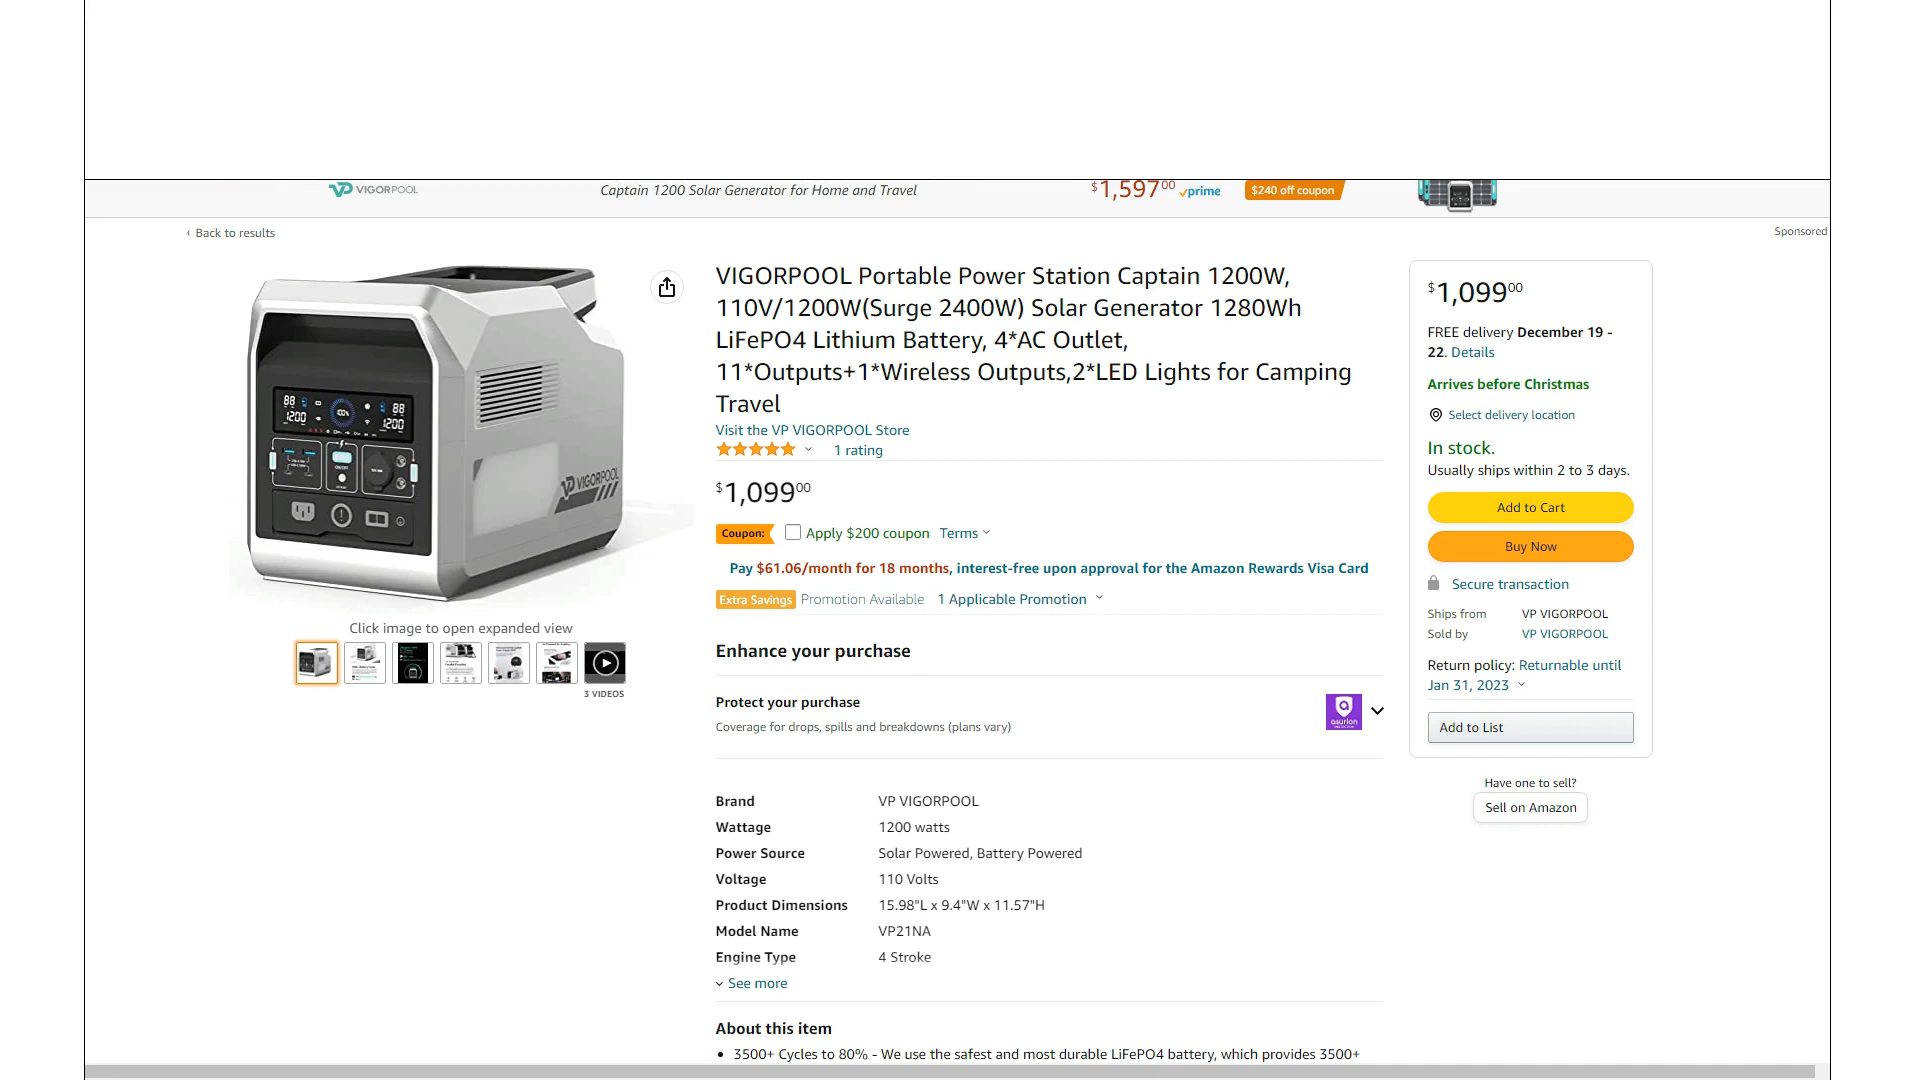 VIGORPOOL
Captain 1200 Solar Generator for Home and Travel
$1,597.00 prime
$240 off coupon
‹ Back to results
Sponsored
VIGORPOOL
Click image to open expanded view
3 VIDEOS
VIGORPOOL Portable Power Station Captain 1200W,
110V/1200W(Surge 2400W) Solar Generator 1280Wh
LiFePO4 Lithium Battery, 4*AC Outlet,
11*Outputs+1*Wireless Outputs,2*LED Lights for Camping
Travel
Visit the VP VIGORPOOL Store
1 rating
$1,099.00
Coupon: Apply $200 coupon Terms
Pay $61.06/month for 18 months, interest-free upon approval for the Amazon Rewards Visa Card
Extra Savings Promotion Available 1 Applicable Promotion
Enhance your purchase
Protect your purchase
Coverage for drops, spills and breakdowns (plans vary)
asurion
Brand VP VIGORPOOL
Wattage 1200 watts
Power Source Solar Powered, Battery Powered
Voltage 110 Volts
Product Dimensions 15.98"L x 9.4"W x 11.57"H
Model Name VP21NA
Engine Type 4 Stroke
See more
About this item
• 3500+ Cycles to 80% - We use the safest and most durable LiFePO4 battery, which provides 3500+
$1,099.00
FREE delivery December 19 -
22. Details
Arrives before Christmas
Select delivery location
In stock.
Usually ships within 2 to 3 days.
Add to Cart
Buy Now
Secure transaction
Ships from VP VIGORPOOL
Sold by VP VIGORPOOL
Return policy: Returnable until
Jan 31, 2023
Add to List
Have one to sell?
Sell on Amazon